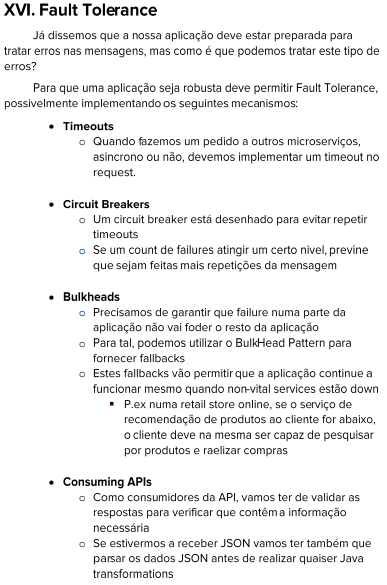 XVI. Fault Tolerance
Já dissemos que a nossa aplicação deve estar preparada para
tratar erros nas mensagens, mas como é que podemos tratar este tipo de
erros?
Para que uma aplicação seja robusta deve permitir Fault Tolerance,
possivelmente implementando os seguintes mecanismos:
• Timeouts
o Quando fazemos um pedido a outros microserviços,
asincrono ou não, devemos implementar um timeout no
request.
• Circuit Breakers
o Um circuit breaker está desenhado para evitar repetir
timeouts
o Se um count de failures atingir um certo nivel, previne
que sejam feitas mais repetições da mensagem
• Bulkheads
o Precisamos de garantir que failure numa parte da
aplicação não vai foder o resto da aplicação
o Para tal, podemos utilizar o BulkHead Pattern para
fornecer fallbacks
o Estes fallbacks vão permitir que a aplicação continue a
funcionar mesmo quando non-vital services estão down
▪ P.ex numa retail store online, se o serviço de
recomendação de produtos ao cliente for abaixo,
o cliente deve na mesma ser capaz de pesquisar
por produtos e raelizar compras
• Consuming APIs
o Como consumidores da API, vamos ter de validar as
respostas para verificar que contêm a informação
necessária
o Se estivermos a receber JSON vamos ter também que
parsar os dados JSON antes de realizar quaiser Java
transformations